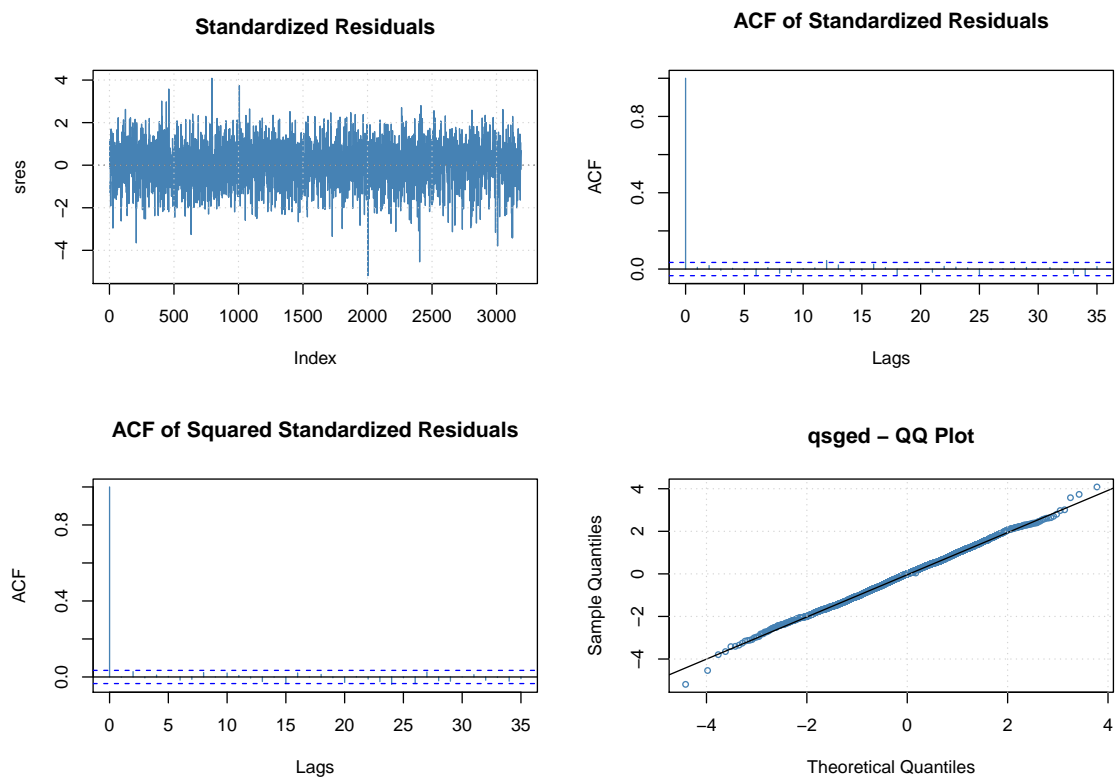 Standardized Residuals
sres
4
2
0
−2
−4
0 500 1000 1500 2000 2500 3000
Index
ACF of Standardized Residuals
ACF
0.8
0.4
0.0
0 5 10 15 20 25 30 35
Lags
ACF of Squared Standardized Residuals
ACF
0.8
0.4
0.0
0 5 10 15 20 25 30 35
Lags
qsged − QQ Plot
Sample Quantiles
4
2
0
−2
−4
−4 −2 0 2 4
Theoretical Quantiles